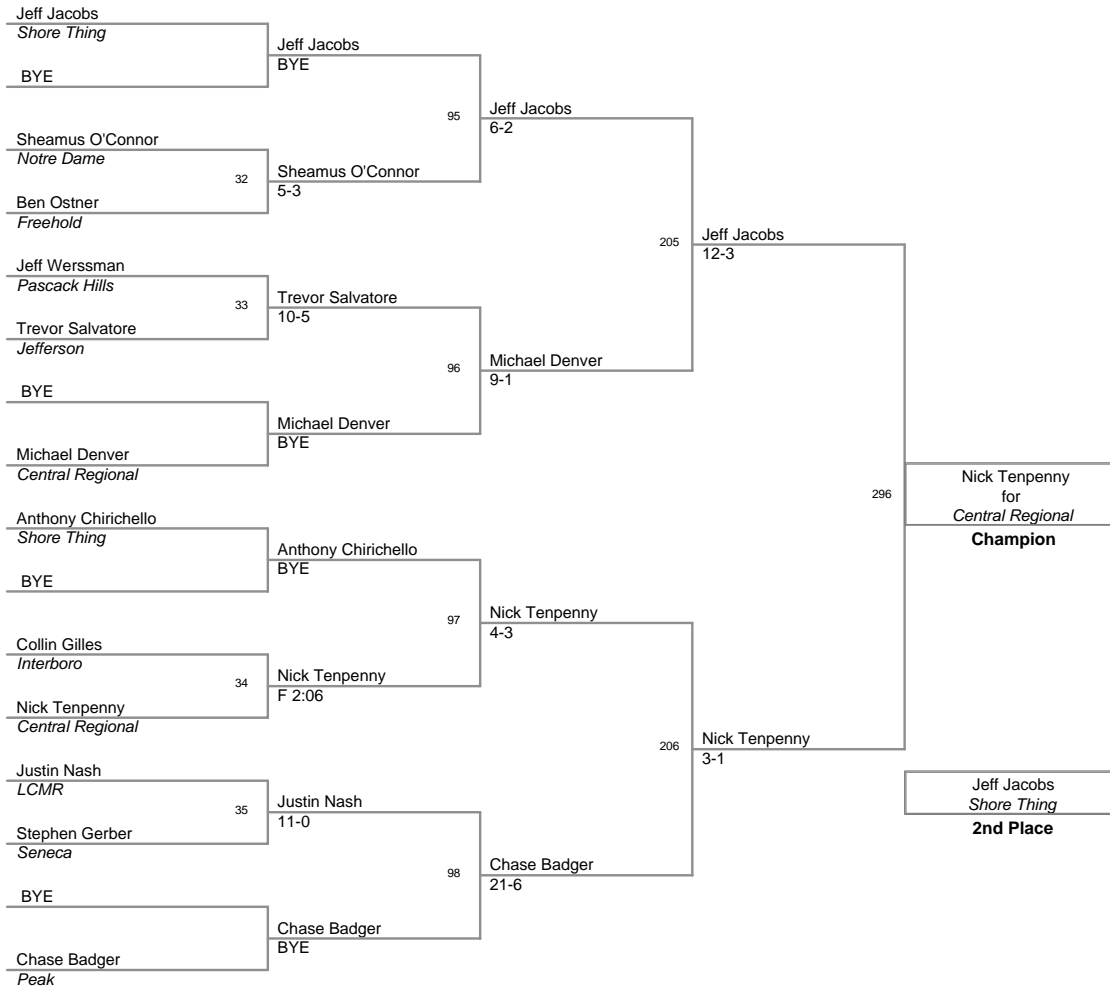 Jeff Jacobs
Shore Thing
BYE
Sheamus O'Connor
Notre Dame
32
Ben Ostner
Freehold
Jeff Werssman
Pascack Hills
33
Trevor Salvatore
Jefferson
BYE
Michael Denver
Central Regional
Anthony Chirichello
Shore Thing
BYE
Collin Gilles
Interboro
34
Nick Tenpenny
Central Regional
Justin Nash
LCMR
35
Stephen Gerber
Seneca
BYE
Chase Badger
Peak
Jeff Jacobs
BYE
95
Sheamus O'Connor
5-3
Trevor Salvatore
10-5
96
Michael Denver
BYE
Anthony Chirichello
BYE
97
Nick Tenpenny
F 2:06
Justin Nash
11-0
98
Chase Badger
BYE
Jeff Jacobs
6-2
205
Michael Denver
9-1
Nick Tenpenny
4-3
206
Chase Badger
21-6
Jeff Jacobs
12-3
296
Nick Tenpenny
3-1
Nick Tenpenny
for
Central Regional
Champion
Jeff Jacobs
Shore Thing
2nd Place